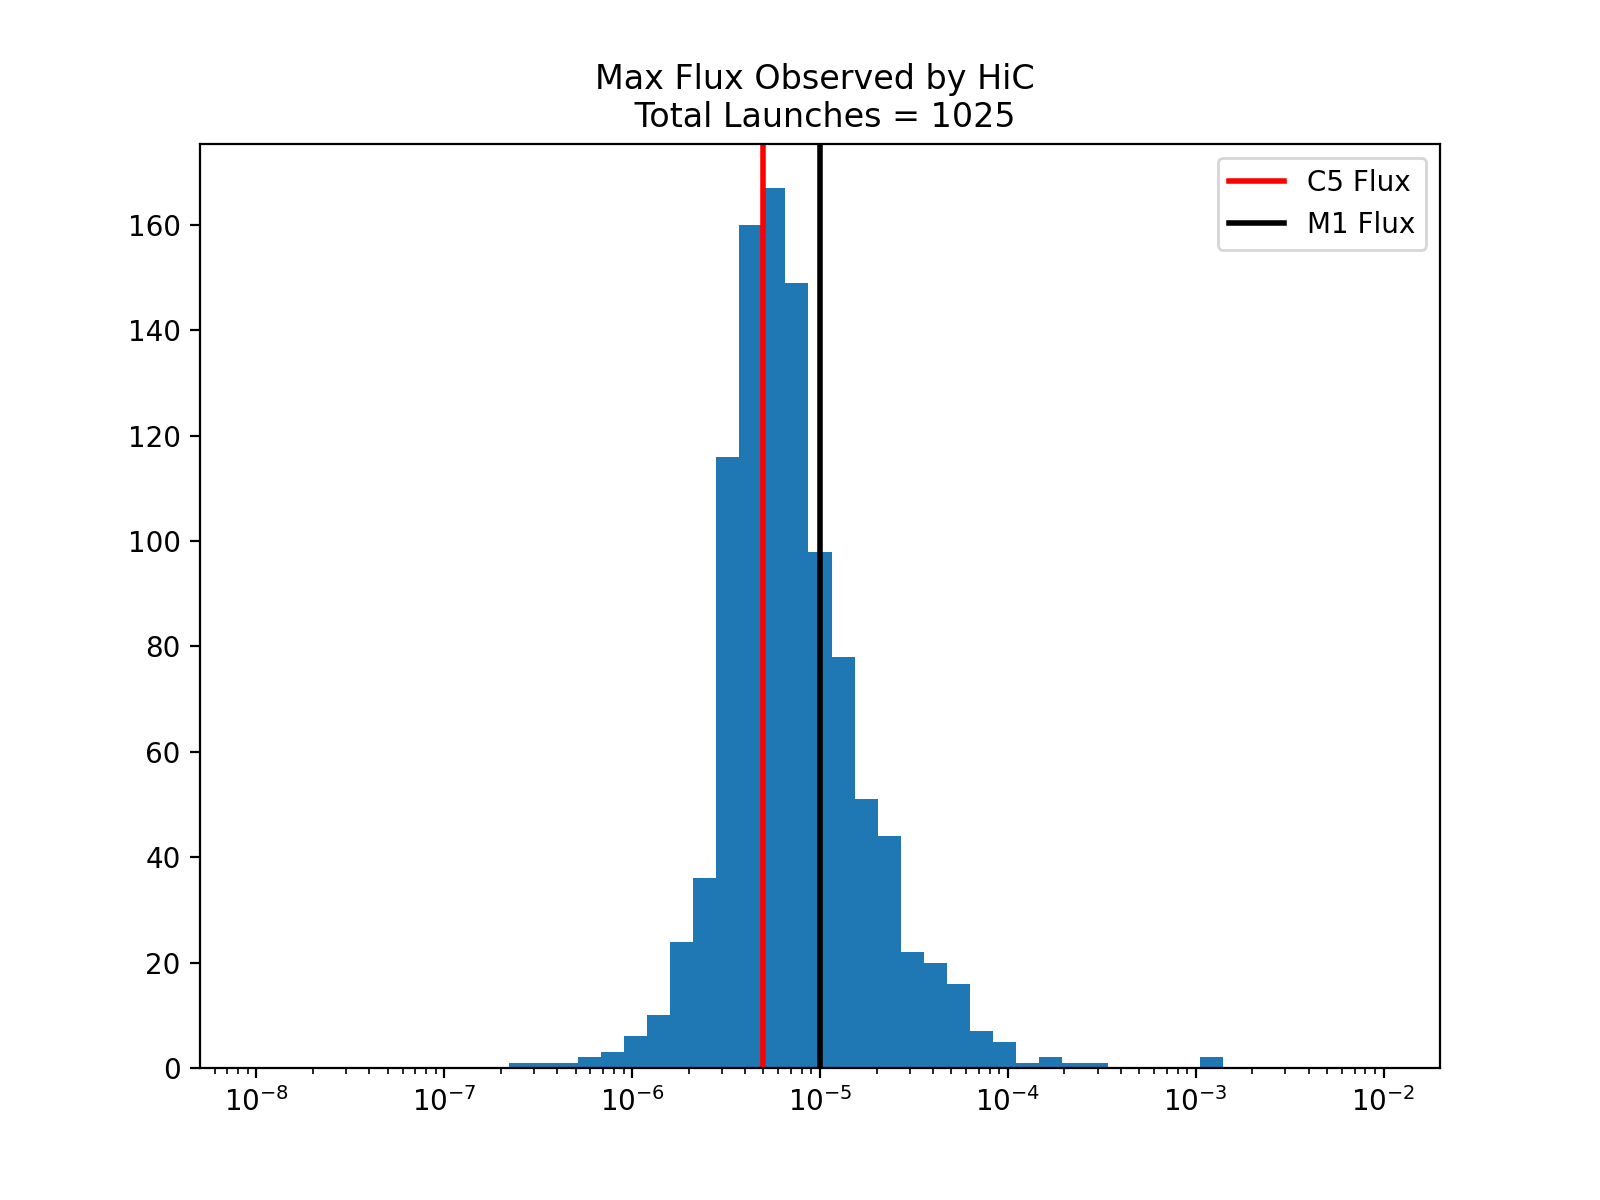 Max Flux Observed by HiC
Total Launches = 1025
C5 Flux
M1 Flux
160
140
120
100
80
60
40
20
0
10⁻⁸ 10⁻⁷ 10⁻⁶ 10⁻⁵ 10⁻⁴ 10⁻³ 10⁻²